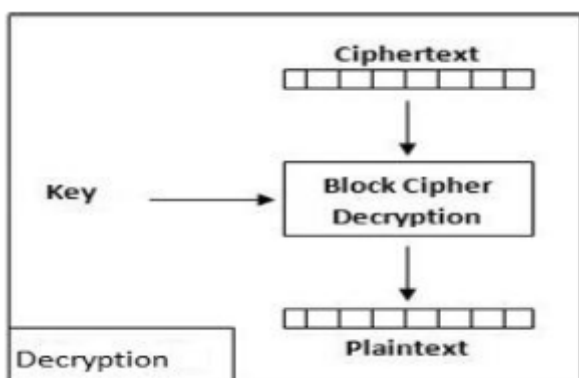 Ciphertext
Key
Block Cipher
Decryption
Plaintext
Decryption